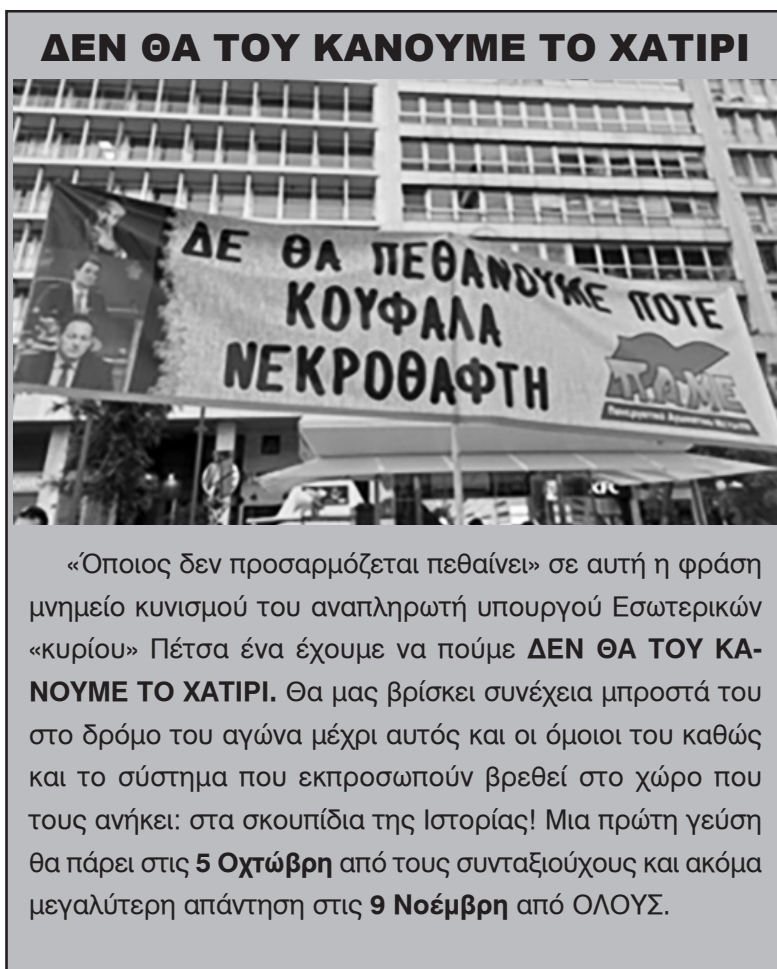 ΔΕΝ ΘΑ ΤΟΥ ΚΑΝΟΥΜΕ ΤΟ ΧΑΤΙΡΙ
ΔΕ ΘΑ ΠΕΘΑΝΟΥΜΕ ΠΟΤΕ
ΚΟΥΦΑΛΑ
ΝΕΚΡΟΘΑΦΤΗ
Π.Α.ΜΕ
«Όποιος δεν προσαρμόζεται πεθαίνει» σε αυτή η φράση
μνημείο κυνισμού του αναπληρωτή υπουργού Εσωτερικών
«κυρίου» Πέτσα ένα έχουμε να πούμε ΔΕΝ ΘΑ ΤΟΥ ΚΑ-
ΝΟΥΜΕ ΤΟ ΧΑΤΙΡΙ. Θα μας βρίσκει συνέχεια μπροστά του
στο δρόμο του αγώνα μέχρι αυτός και οι όμοιοι του καθώς
και το σύστημα που εκπροσωπούν βρεθεί στο χώρο που
τους ανήκει: στα σκουπίδια της Ιστορίας! Μια πρώτη γεύση
θα πάρει στις 5 Οχτώβρη από τους συνταξιούχους και ακόμα
μεγαλύτερη απάντηση στις 9 Νοέμβρη από ΟΛΟΥΣ.